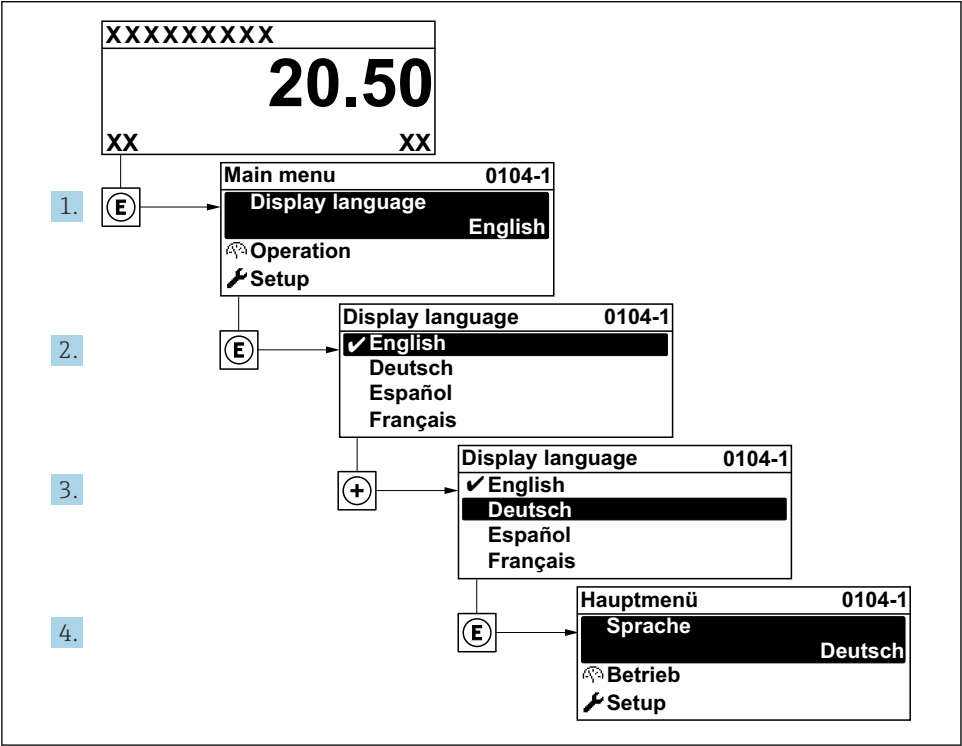 XXXXXXXXX
20.50
XX XX
1. E
Main menu 0104-1
Display language
English
Operation
Setup
2. E
Display language 0104-1
✔English
Deutsch
Español
Français
3. +
Display language 0104-1
✔English
Deutsch
Español
Français
4. E
Hauptmenü 0104-1
Sprache
Deutsch
Betrieb
Setup